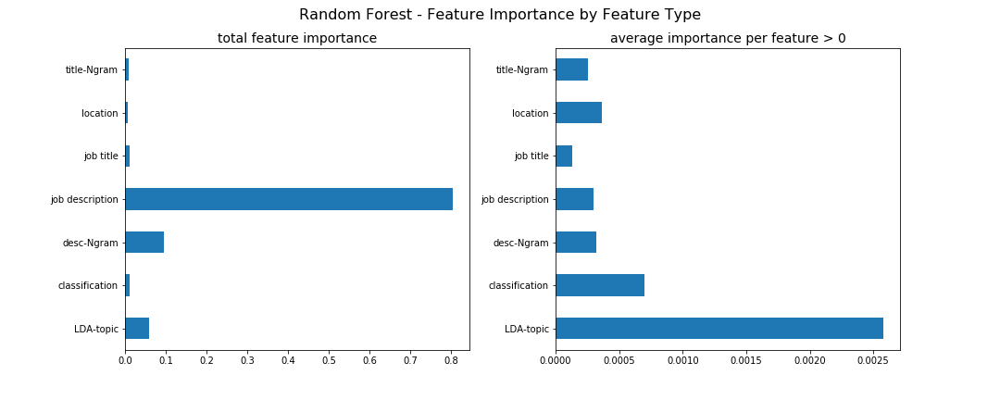 Random Forest - Feature Importance by Feature Type
total feature importance
title-Ngram
location
job title
job description
desc-Ngram
classification
LDA-topic
0.0 0.1 0.2 0.3 0.4 0.5 0.6 0.7 0.8
average importance per feature > 0
title-Ngram
location
job title
job description
desc-Ngram
classification
LDA-topic
0.0000 0.0005 0.0010 0.0015 0.0020 0.0025